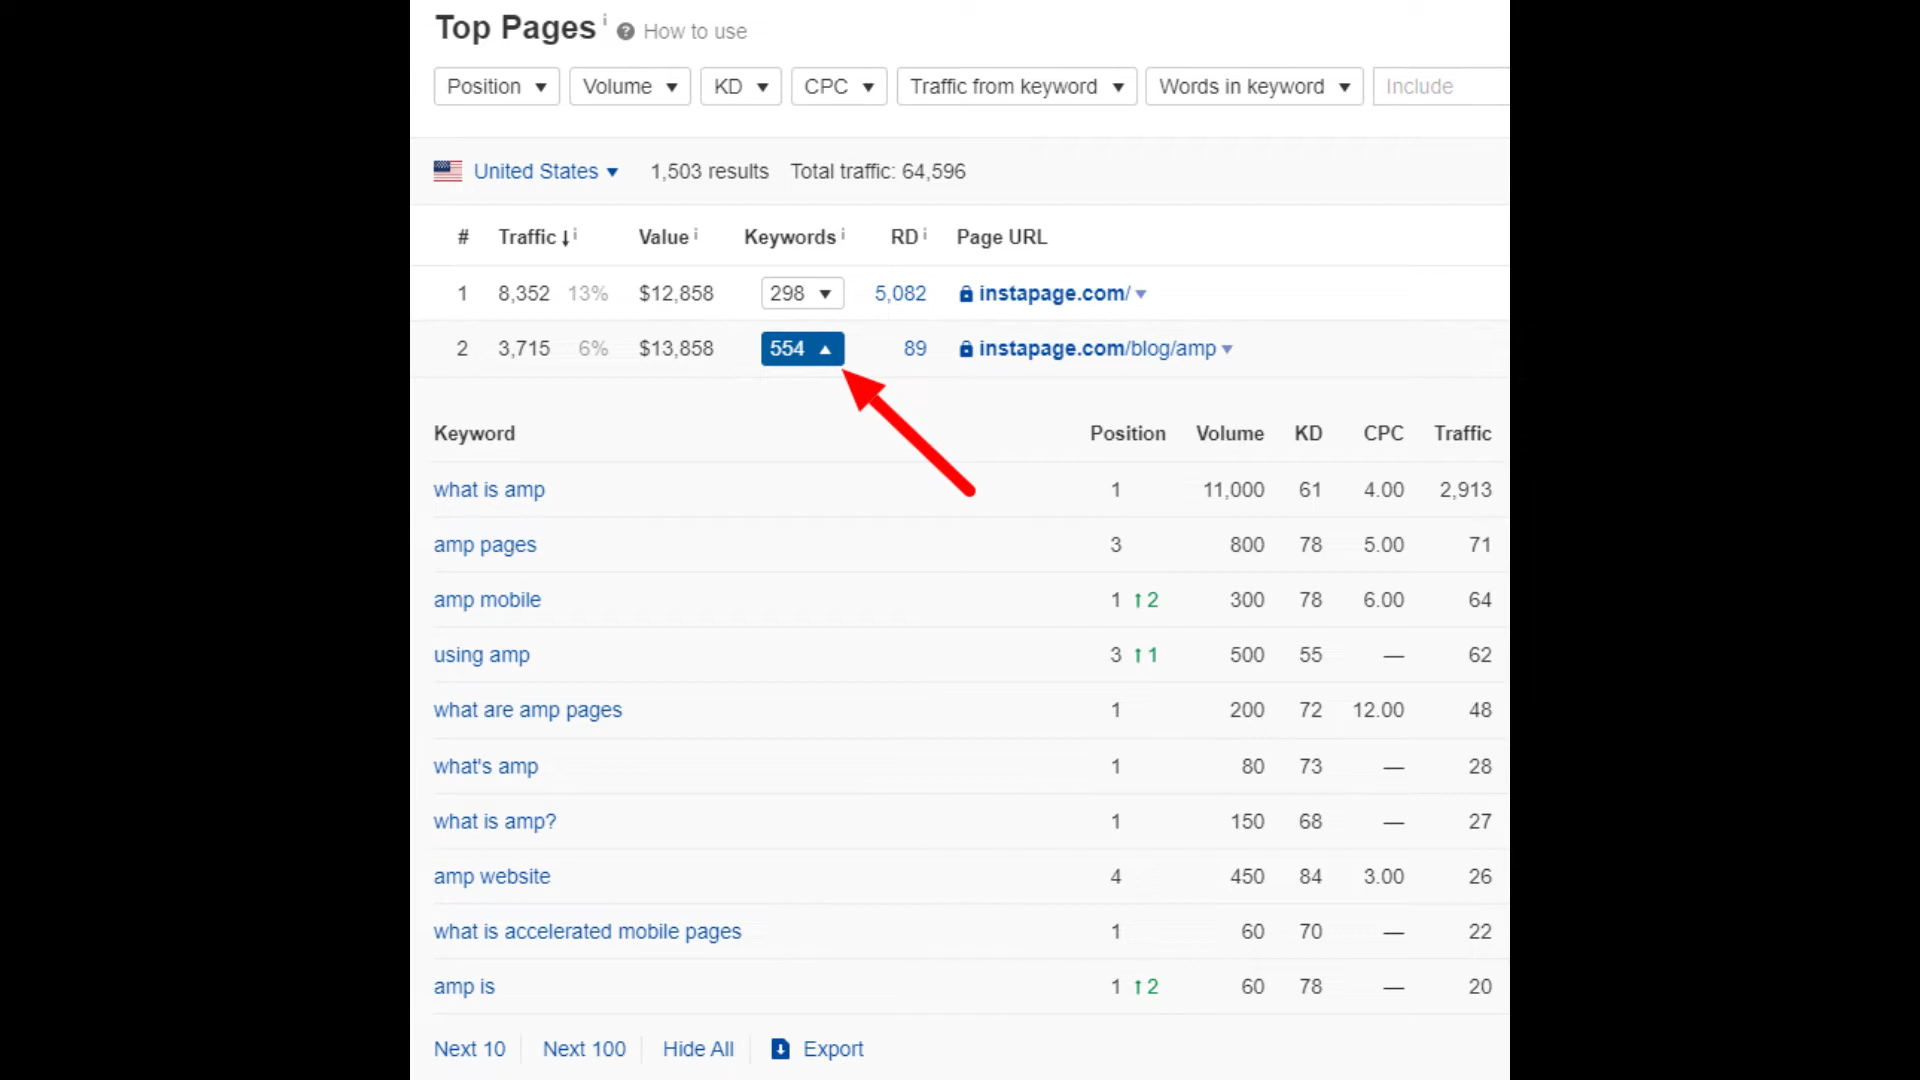 Top Pages i ? How to use
Position ▼ Volume ▼ KD ▼ CPC ▼ Traffic from keyword ▼ Words in keyword ▼ Include
United States ▼ 1,503 results Total traffic: 64,596
# Traffic ↓ i Value i Keywords i RD i Page URL
1 8,352 13% $12,858 298 ▼ 5,082 instapage.com/ ▼
2 3,715 6% $13,858 554 ▲ 89 instapage.com/blog/amp ▼
Keyword Position Volume KD CPC Traffic
what is amp 1 11,000 61 4.00 2,913
amp pages 3 800 78 5.00 71
amp mobile 1 ↑2 300 78 6.00 64
using amp 3 ↑1 500 55 — 62
what are amp pages 1 200 72 12.00 48
what's amp 1 80 73 — 28
what is amp? 1 150 68 — 27
amp website 4 450 84 3.00 26
what is accelerated mobile pages 1 60 70 — 22
amp is 1 ↑2 60 78 — 20
Next 10 Next 100 Hide All Export